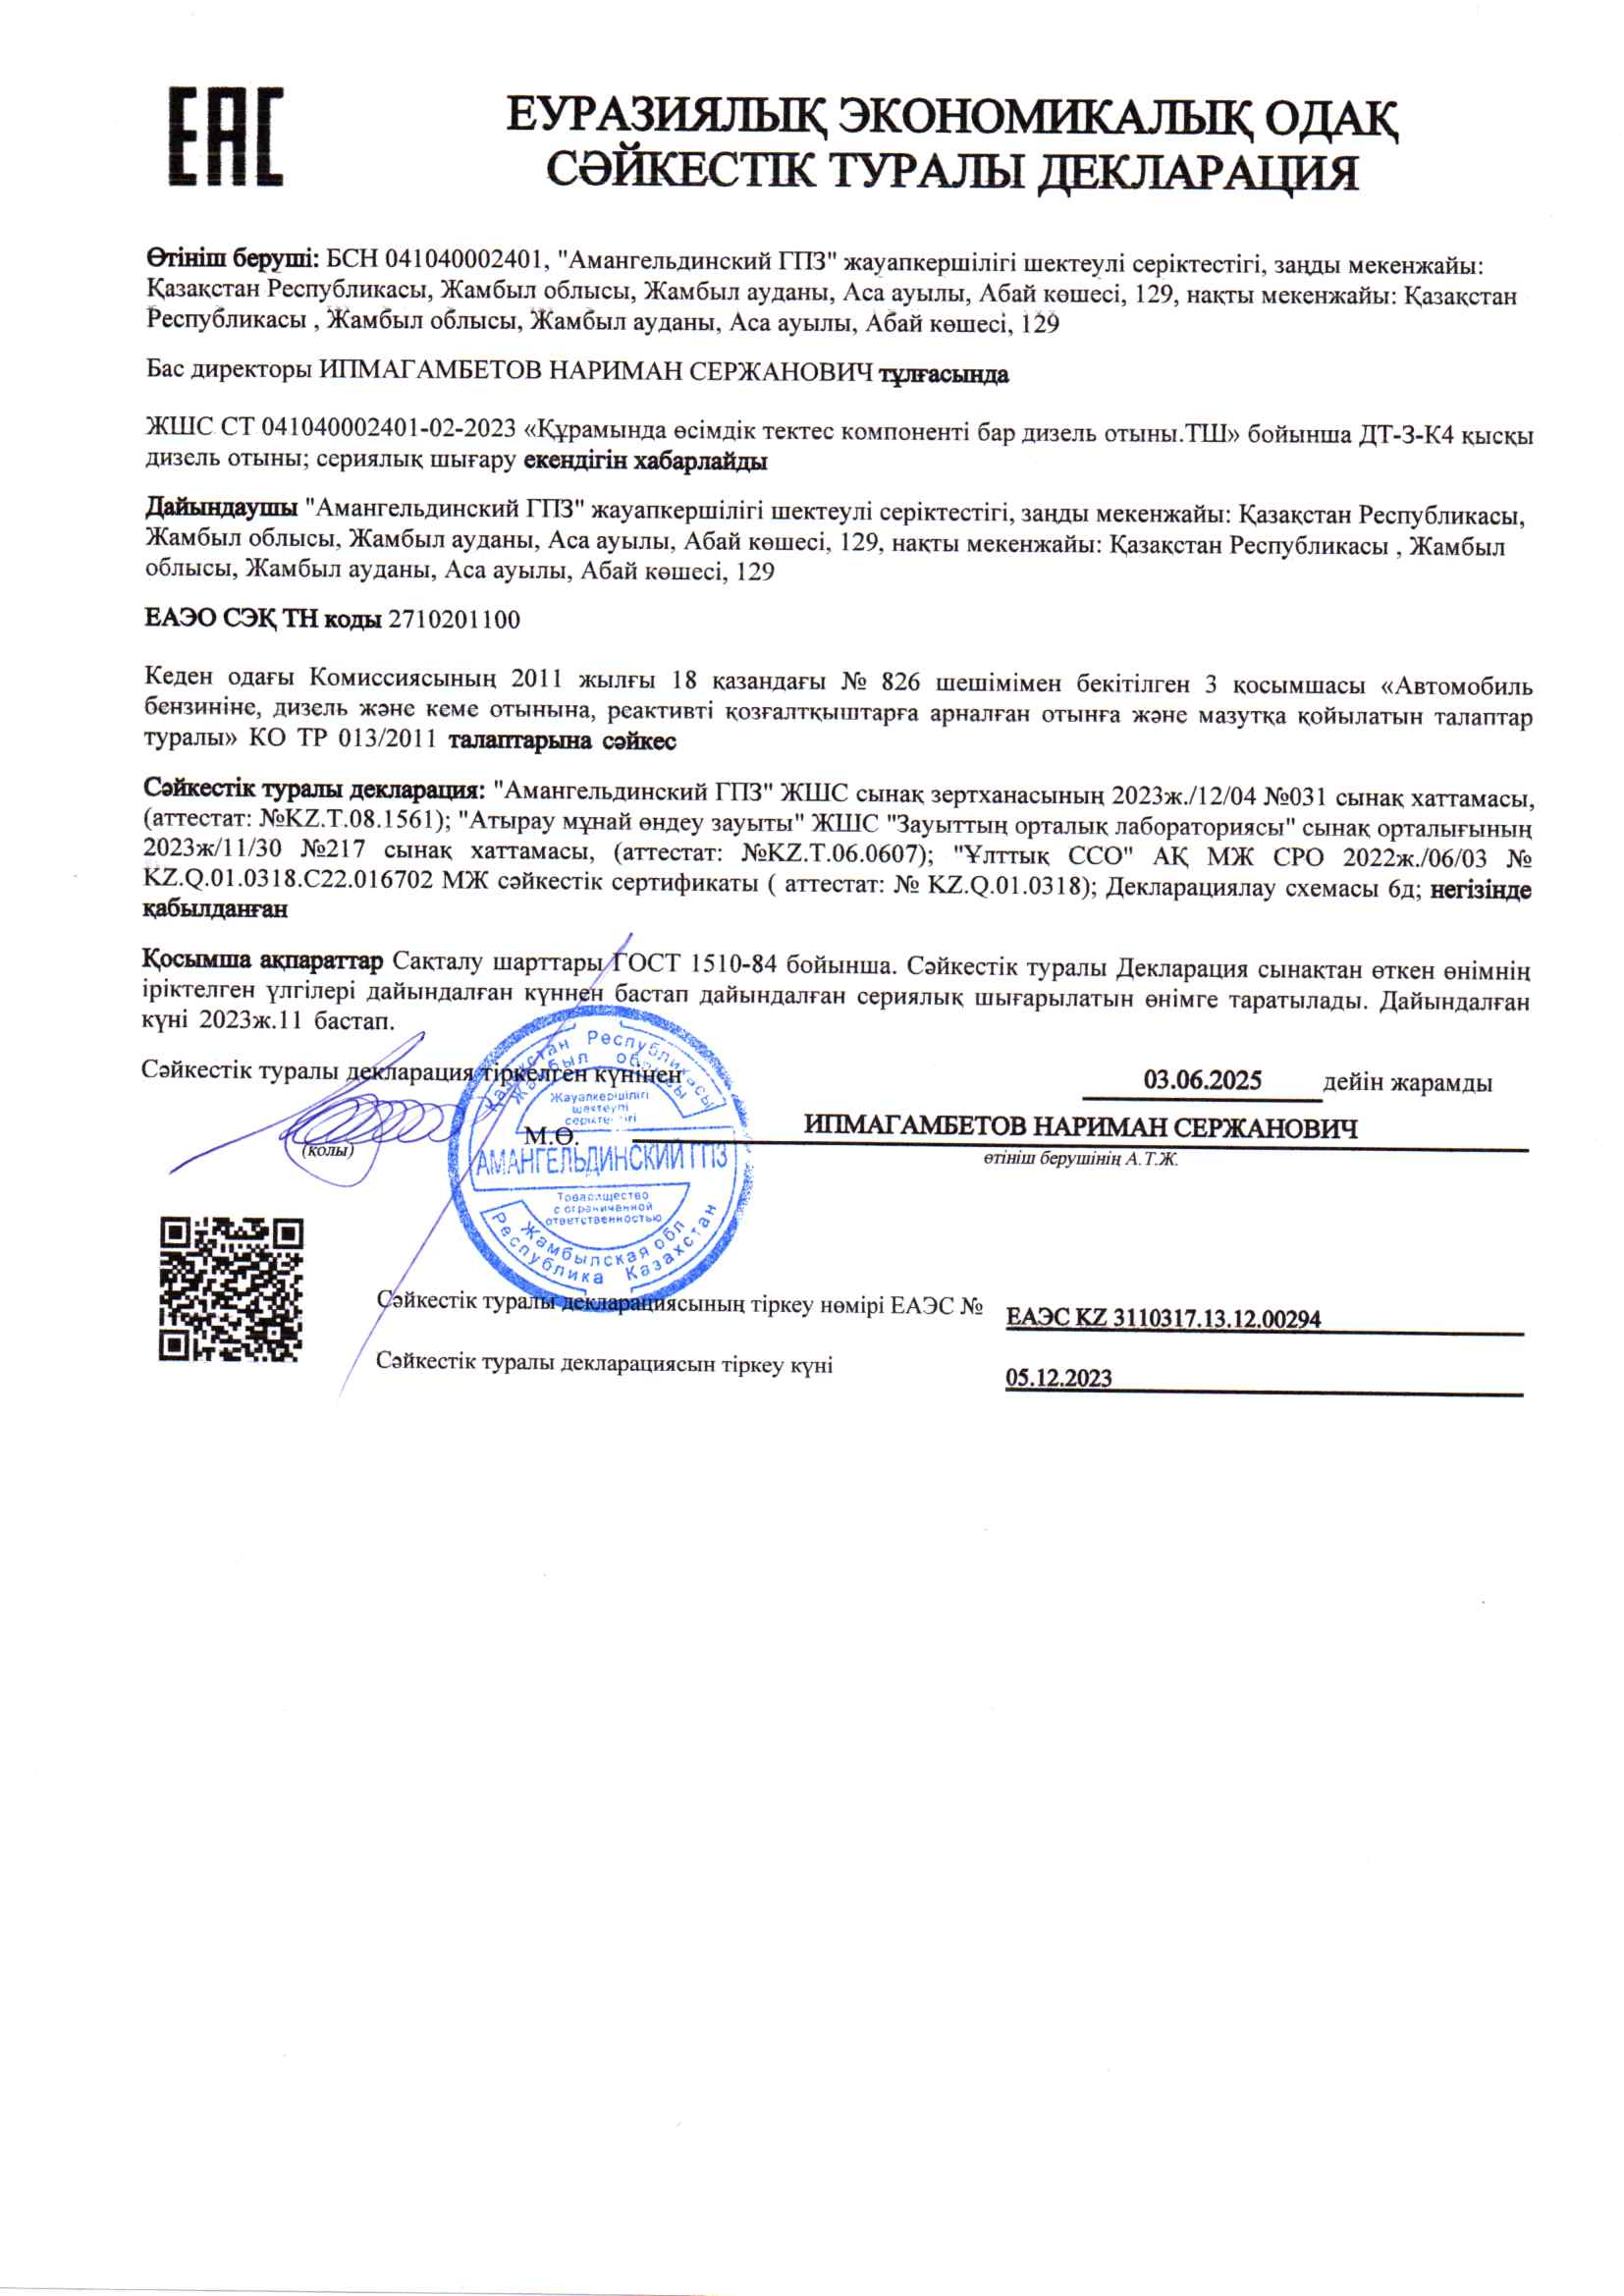 EAC
ЕУРАЗИЯЛЫҚ ЭКОНОМИКАЛЫҚ ОДАҚ
СӘЙКЕСТІК ТУРАЛЫ ДЕКЛАРАЦИЯ
Өтініш беруші: БСН 041040002401, "Амангельдинский ГПЗ" жауапкершілігі шектеулі серіктестігі, заңды мекенжайы:
Қазақстан Республикасы, Жамбыл облысы, Жамбыл ауданы, Аса ауылы, Абай көшесі, 129, нақты мекенжайы: Қазақстан
Республикасы , Жамбыл облысы, Жамбыл ауданы, Аса ауылы, Абай көшесі, 129
Бас директоры ИПМАГАМБЕТОВ НАРИМАН СЕРЖАНОВИЧ тұлғасында
ЖШС СТ 041040002401-02-2023 «Құрамында өсімдік тектес компоненті бар дизель отыны.ТШ» бойынша ДТ-З-К4 қысқы
дизель отыны; сериялық шығару екендігін хабарлайды
Дайындаушы "Амангельдинский ГПЗ" жауапкершілігі шектеулі серіктестігі, заңды мекенжайы: Қазақстан Республикасы,
Жамбыл облысы, Жамбыл ауданы, Аса ауылы, Абай көшесі, 129, нақты мекенжайы: Қазақстан Республикасы , Жамбыл
облысы, Жамбыл ауданы, Аса ауылы, Абай көшесі, 129
ЕАЭО СЭҚ ТН коды 2710201100
Кеден одағы Комиссиясының 2011 жылғы 18 қазандағы № 826 шешімімен бекітілген 3 қосымшасы «Автомобиль
бензиніне, дизель және кеме отынына, реактивті қозғалтқыштарға арналған отынға және мазутқа қойылатын талаптар
туралы» КО ТР 013/2011 талаптарына сәйкес
Сәйкестік туралы декларация: "Амангельдинский ГПЗ" ЖШС сынақ зертханасының 2023ж./12/04 №031 сынақ хаттамасы,
(аттестат: №KZ.T.08.1561); "Атырау мұнай өндеу зауыты" ЖШС "Зауыттың орталық лабораториясы" сынақ орталығының
2023ж/11/30 №217 сынақ хаттамасы, (аттестат: №KZ.T.06.0607); "Ұлттық ССО" АҚ МЖ СРО 2022ж./06/03 №
KZ.Q.01.0318.C22.016702 МЖ сәйкестік сертификаты ( аттестат: № KZ.Q.01.0318); Декларациялау схемасы 6д; негізінде
қабылданған
Қосымша ақпараттар Сақталу шарттары ГОСТ 1510-84 бойынша. Сәйкестік туралы Декларация сынақтан өткен өнімнің
іріктелген үлгілері дайындалған күннен бастап дайындалған сериялық шығарылатын өнімге таратылады. Дайындалған
күні 2023ж.11 бастап.
Сәйкестік туралы декларация тіркелген күнінен 03.06.2025 дейін жарамды
(қолы)
М.Ө.
ИПМАГАМБЕТОВ НАРИМАН СЕРЖАНОВИЧ
өтініш берушінің А.Т.Ж.
Қазақстан Республикасы
Жамбыл облысы
Жауапкершілігі
шектеулі
серіктестігі
АМАНГЕЛЬДИНСКИЙ ГПЗ
Товарищество
с ограниченной
ответственностью
Жамбылская обл
Республика Казахстан
Сәйкестік туралы декларациясының тіркеу нөмірі ЕАЭС № ЕАЭС KZ 3110317.13.12.00294
Сәйкестік туралы декларациясын тіркеу күні 05.12.2023